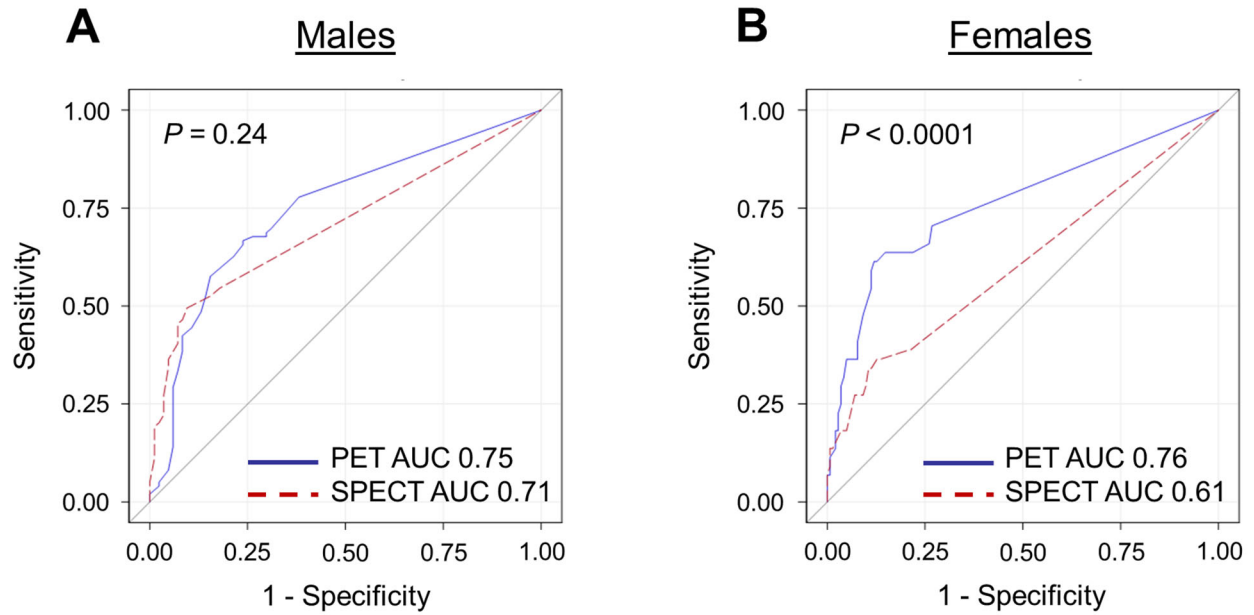 A
Males
P = 0.24
1.00
0.75
0.50
0.25
0.00
Sensitivity
PET AUC 0.75
SPECT AUC 0.71
0.00 0.25 0.50 0.75 1.00
1 - Specificity
B
Females
P < 0.0001
1.00
0.75
0.50
0.25
0.00
Sensitivity
PET AUC 0.76
SPECT AUC 0.61
0.00 0.25 0.50 0.75 1.00
1 - Specificity